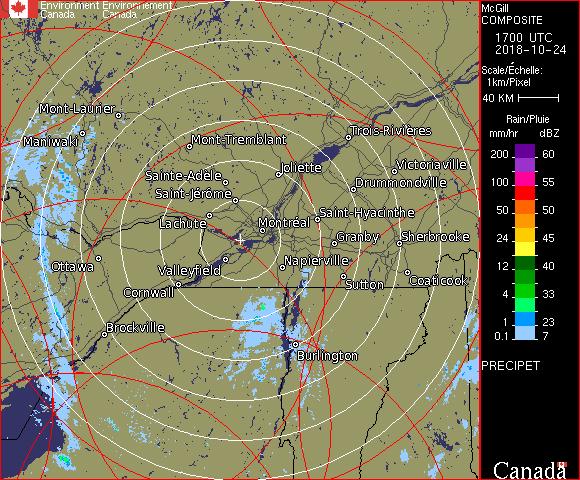 Environment Environnement
Canada Canada
McGill
COMPOSITE
1700 UTC
2018-10-24
Scale/Échelle:
1km/Pixel
40 KM
Rain/Pluie
mm/hr dBZ
200 60
100 55
50 50
24 45
12 40
4 33
1 23
0.1 7
PRECIPET
Canada
Mont-Laurier
Maniwaki
Mont-Tremblant
Trois-Rivières
Sainte-Adèle
Joliette
Victoriaville
Saint-Jérôme
Drummondville
Lachute
Montréal
Saint-Hyacinthe
Granby
Sherbrooke
Ottawa
Valleyfield
Napierville
Cornwall
Sutton
Coaticook
Brockville
Burlington